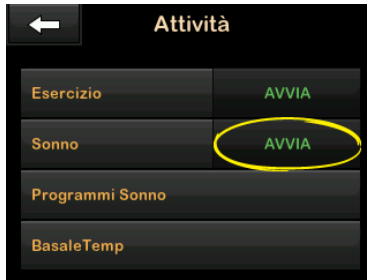 Attività
Esercizio AVVIA
Sonno AVVIA
Programmi Sonno
BasaleTemp